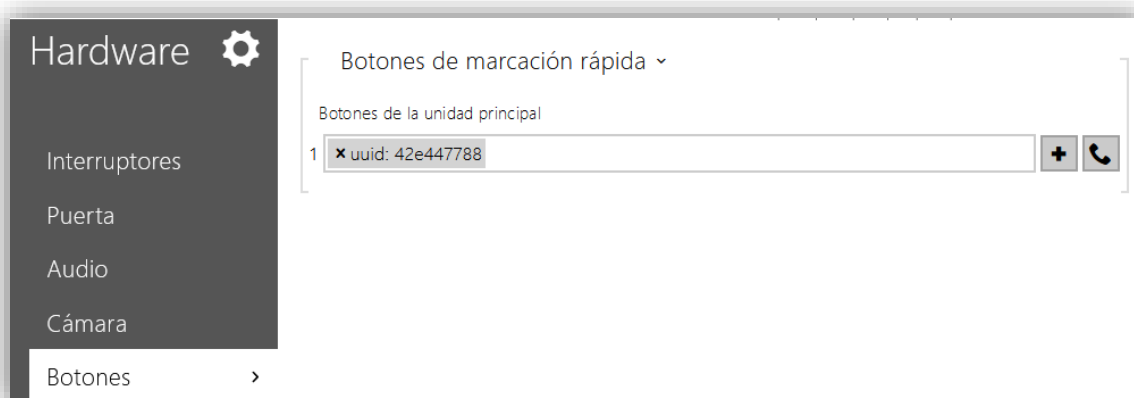 Hardware
Interruptores
Puerta
Audio
Cámara
Botones
Botones de marcación rápida
Botones de la unidad principal
1 × uuid: 42e447788